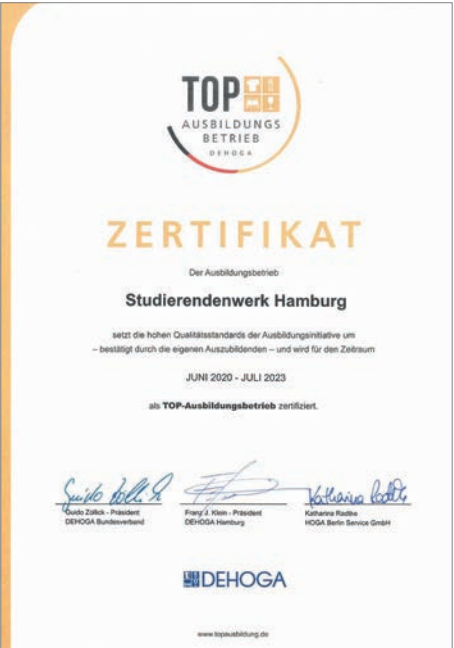 TOP
AUSBILDUNGS
BETRIEB
DEHOGA
ZERTIFIKAT
Der Ausbildungsbetrieb
Studierendenwerk Hamburg
setzt die hohen Qualitätsstandards der Ausbildungsinitiative um
– bestätigt durch die eigenen Auszubildenden – und wird für den Zeitraum
JUNI 2020 - JULI 2023
als TOP-Ausbildungsbetrieb zertifiziert.
Guido Zöllick - Präsident
DEHOGA Bundesverband
Franz J. Klein - Präsident
DEHOGA Hamburg
Katharina Radtke
HOGA Berlin Service GmbH
DEHOGA
www.topausbildung.de